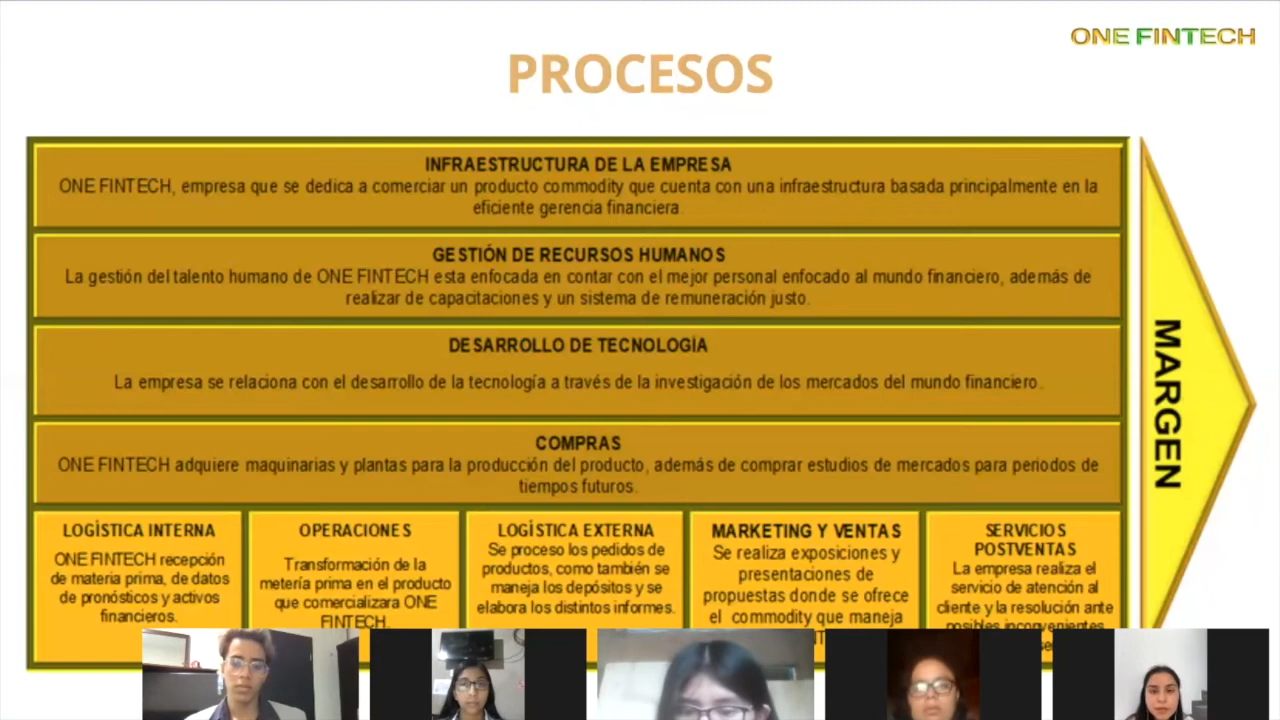 ONE FINTECH
PROCESOS
INFRAESTRUCTURA DE LA EMPRESA
ONE FINTECH, empresa que se dedica a comerciar un producto commodity que cuenta con una infraestructura basada principalmente en la
eficiente gerencia financiera.
GESTIÓN DE RECURSOS HUMANOS
La gestión del talento humano de ONE FINTECH esta enfocada en contar con el mejor personal enfocado al mundo financiero, además de
realizar de capacitaciones y un sistema de remuneración justo.
DESARROLLO DE TECNOLOGÍA
La empresa se relaciona con el desarrollo de la tecnología a través de la investigación de los mercados del mundo financiero.
COMPRAS
ONE FINTECH adquiere maquinarias y plantas para la producción del producto, además de comprar estudios de mercados para periodos de
tiempos futuros.
MARGEN
LOGÍSTICA INTERNA
ONE FINTECH recepción
de materia prima, de datos
de pronósticos y activos
financieros.
OPERACIONES
Transformación de la
metería prima en el producto
que comercializara ONE
FINTECH.
LOGÍSTICA EXTERNA
Se proceso los pedidos de
productos, como también se
maneja los depósitos y se
elabora los distintos informes.
MARKETING Y VENTAS
Se realiza exposiciones y
presentaciones de
propuestas donde se ofrece
el commodity que maneja
SERVICIOS
POSTVENTAS
La empresa realiza el
servicio de atención al
cliente y la resolución ante
posibles inconvenientes